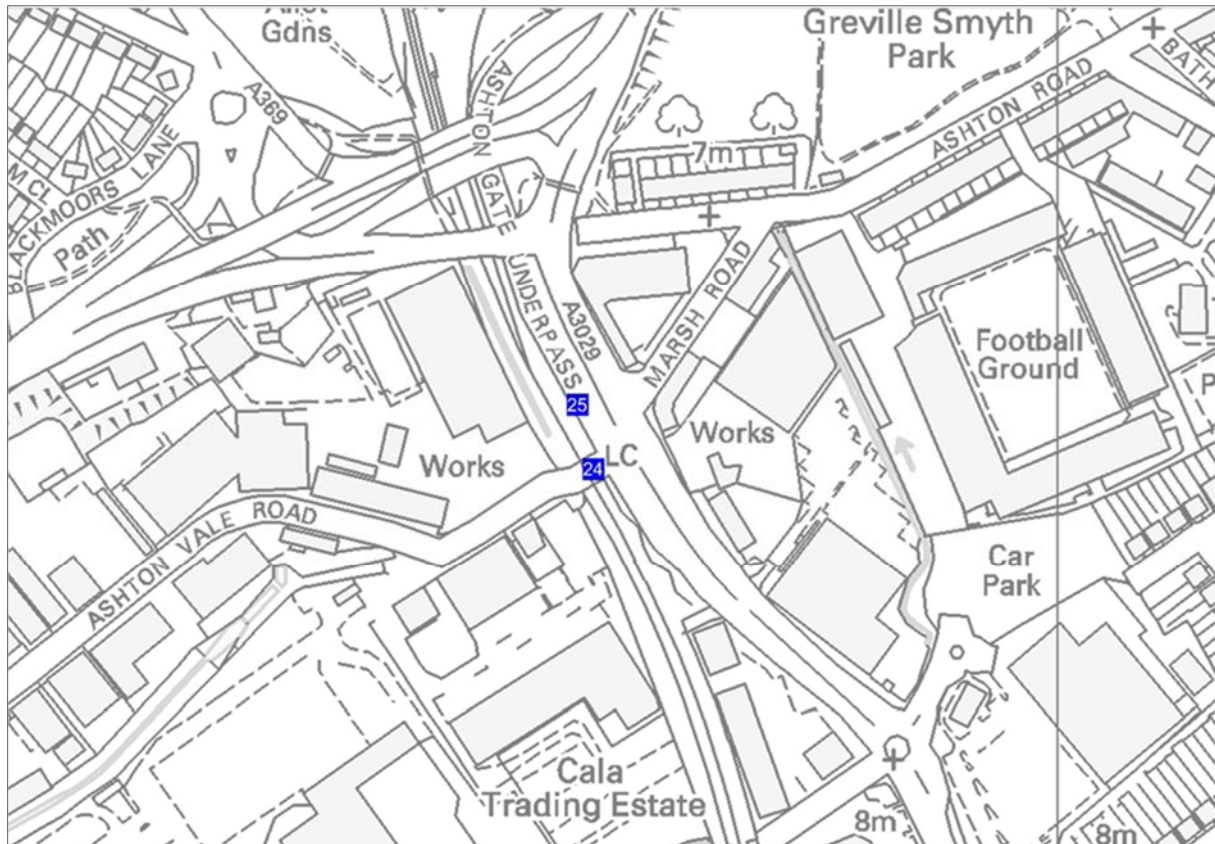 Gdns
Greville Smyth
Park
A369
ASHTON
GATE
UNDERPASS
ASHTON ROAD
BATH
7m
BLACKMOORS LANE
M CL
Path
MARSH ROAD
A3029
Football
Ground
25
Works
LC
24
Works
ASHTON VALE ROAD
Car
Park
Cala
Trading Estate
8m
8m